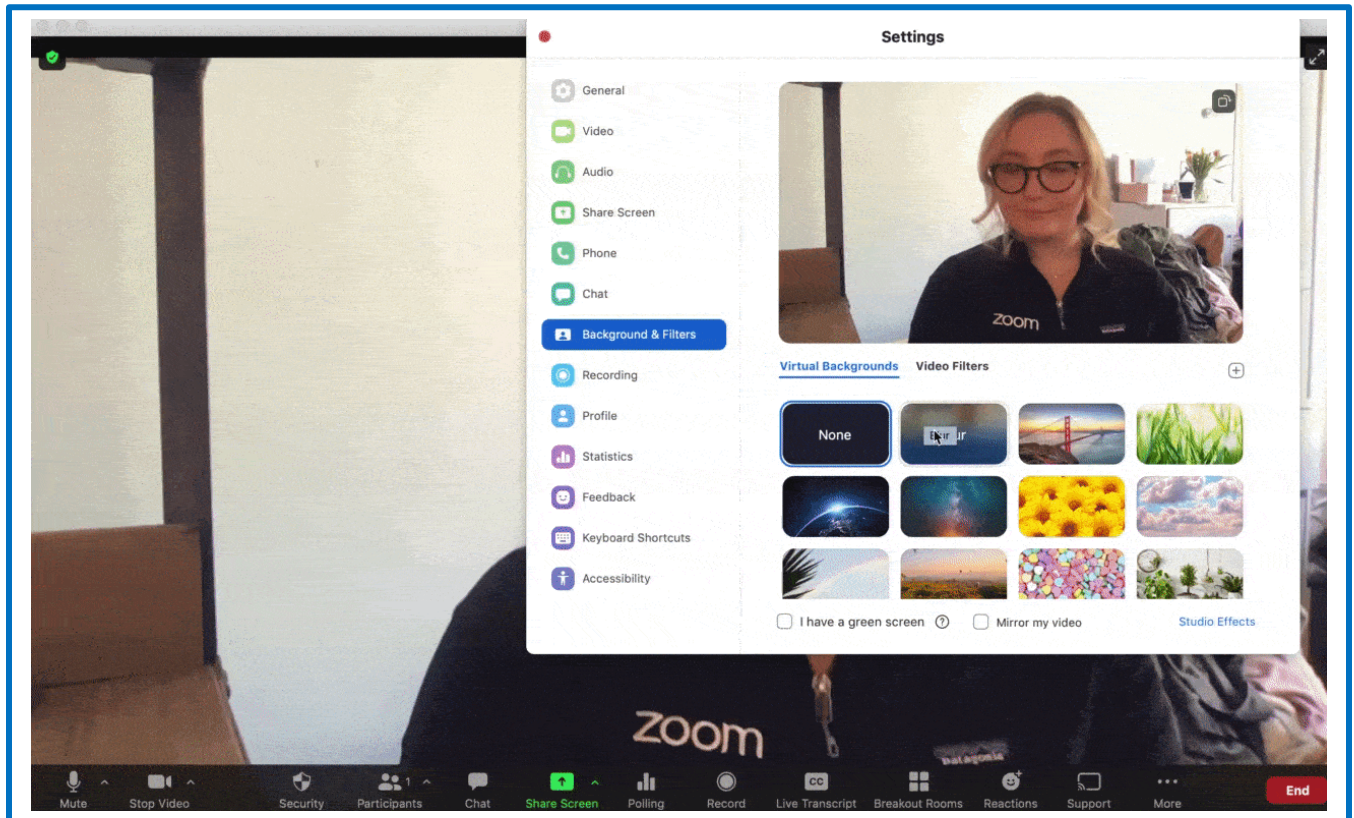 Settings
General
Video
Audio
Share Screen
Phone
Chat
Background & Filters
Recording
Profile
Statistics
Feedback
Keyboard Shortcuts
Accessibility
zoom
Virtual Backgrounds Video Filters
None
Blur
I have a green screen ? Mirror my video Studio Effects
zoom
patagonia
1
CC
Mute Stop Video Security Participants Chat Share Screen Polling Record Live Transcript Breakout Rooms Reactions Support More End